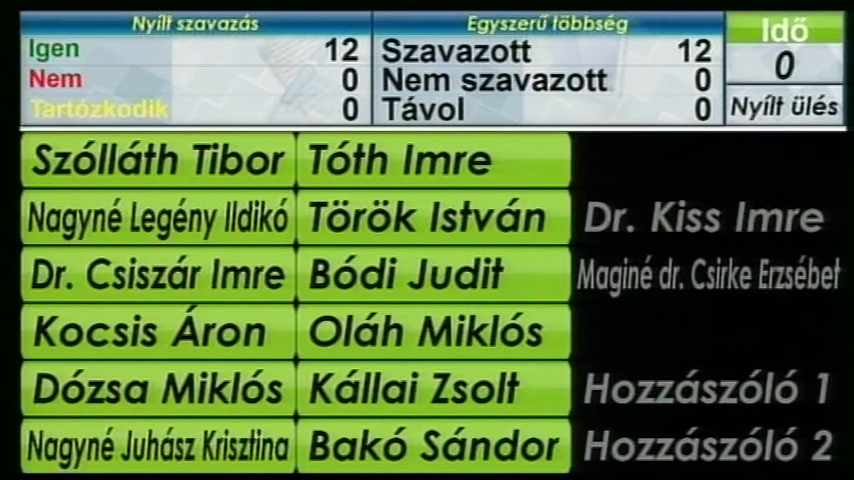 Nyílt szavazás Egyszerű többség Idő
Igen 12 Szavazott 12
Nem 0 Nem szavazott 0 0
Tartózkodik 0 Távol 0 Nyílt ülés
Szólláth Tibor Tóth Imre
Nagyné Legény Ildikó Török István Dr. Kiss Imre
Dr. Csiszár Imre Bódi Judit Maginé dr. Csirke Erzsébet
Kocsis Áron Oláh Miklós
Dózsa Miklós Kállai Zsolt Hozzászóló 1
Nagyné Juhász Krisztina Bakó Sándor Hozzászóló 2